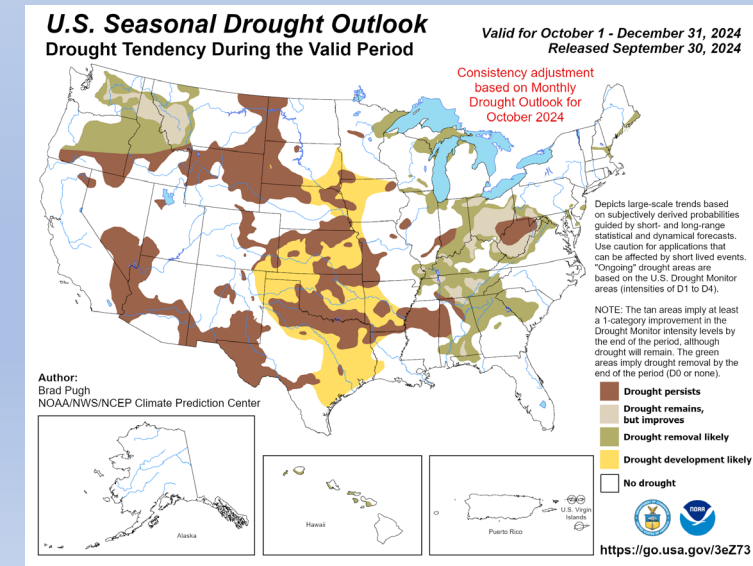 U.S. Seasonal Drought Outlook
Drought Tendency During the Valid Period
Valid for October 1 - December 31, 2024
Released September 30, 2024
Consistency adjustment
based on Monthly
Drought Outlook for
October 2024
Depicts large-scale trends based
on subjectively derived probabilities
guided by short- and long-range
statistical and dynamical forecasts.
Use caution for applications that
can be affected by short lived events.
"Ongoing" drought areas are
based on the U.S. Drought Monitor
areas (intensities of D1 to D4).
NOTE: The tan areas imply at least
a 1-category improvement in the
Drought Monitor intensity levels by
the end of the period, although
drought will remain. The green
areas imply drought removal by the
end of the period (D0 or none).
Author:
Brad Pugh
NOAA/NWS/NCEP Climate Prediction Center
Drought persists
Drought remains,
but improves
Drought removal likely
Drought development likely
No drought
Alaska
Hawaii
Puerto Rico
U.S. Virgin
Islands
NOAA
https://go.usa.gov/3eZ73